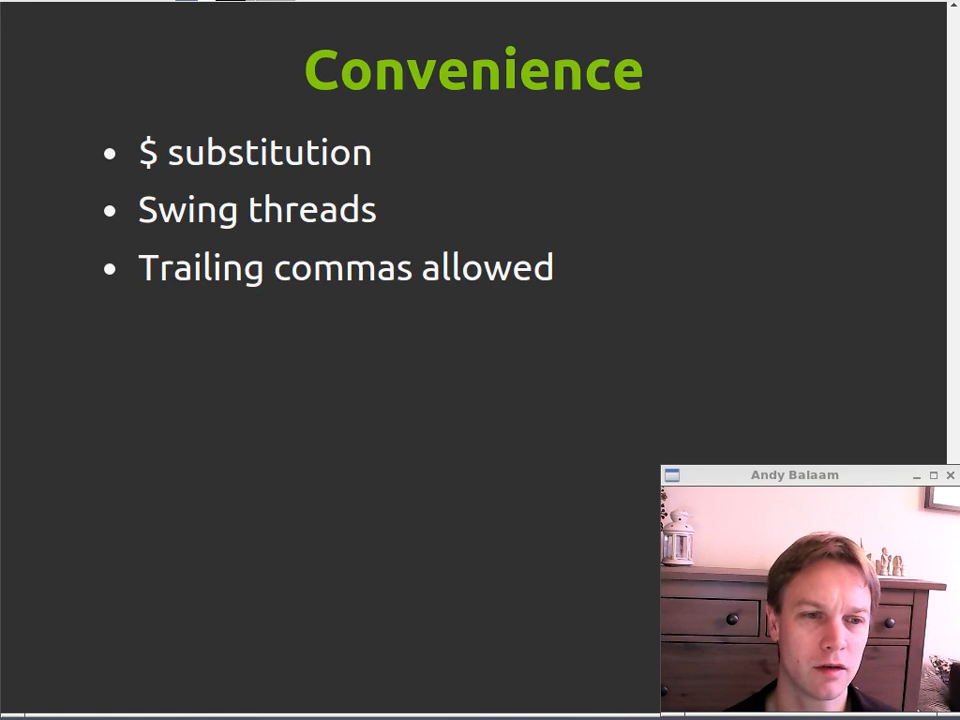 Convenience
• $ substitution
• Swing threads
• Trailing commas allowed
Andy Balaam